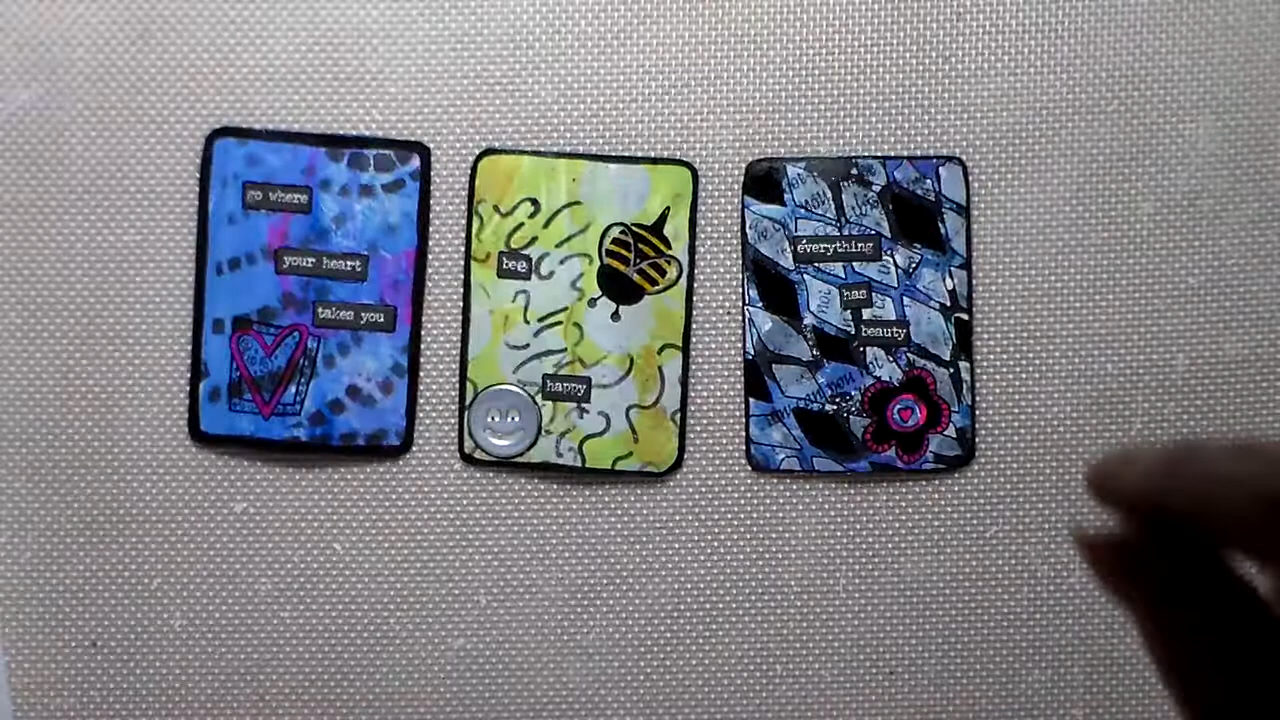 go where
your heart
takes you
bee
happy
everything
has
beauty